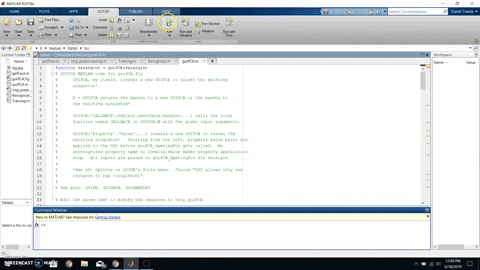 MATLAB R2018a
HOME
PLOTS
APPS
EDITOR
PUBLISH
VIEW
Search Documentation
New
Open
Save
Find Files
Compare
Print
Insert
Comment
Indent
Breakpoints
Run
Run and
Advance
Run Section
Advance
Run and
Time
Current Folder
Name
Training.m
Recognize.m
guiPCA.m
Workspace
Name
Value
function varargout = guiPCA(varargin)
% GUIPCA MATLAB code for guiPCA.fig
% GUIPCA, by itself, creates a new GUIPCA or raises the existing
% singleton*.
%
% H = GUIPCA returns the handle to a new GUIPCA or the handle to
% the existing singleton*.
%
% GUIPCA('CALLBACK',hObject,eventData,handles,...) calls the local
% function named CALLBACK in GUIPCA.M with the given input arguments.
%
% GUIPCA('Property','Value',...) creates a new GUIPCA or raises the
% existing singleton*. Starting from the left, property value pairs are
% applied to the GUI before guiPCA_OpeningFcn gets called. An
% unrecognized property name or invalid value makes property application
% stop. All inputs are passed to guiPCA_OpeningFcn via varargin.
%
% *See GUI Options on GUIDE's Tools menu. Choose "GUI allows only one
% instance to run (singleton)".
%
% See also: GUIDE, GUIDATA, GUIHANDLES
% Edit the above text to modify the response to help guiPCA
Details
Select a file to view details
Command Window
New to MATLAB? See resources for Getting Started.
fx >>
SCREENCASTOMATIC
12:45 PM
6/18/2019